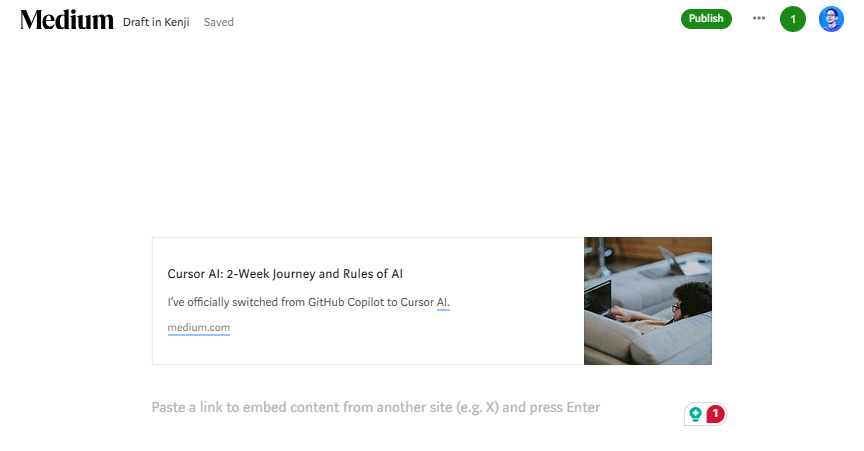 Medium Draft in Kenji Saved Publish ... 1
Cursor AI: 2-Week Journey and Rules of AI
I've officially switched from GitHub Copilot to Cursor AI.
medium.com
Paste a link to embed content from another site (e.g. X) and press Enter
1